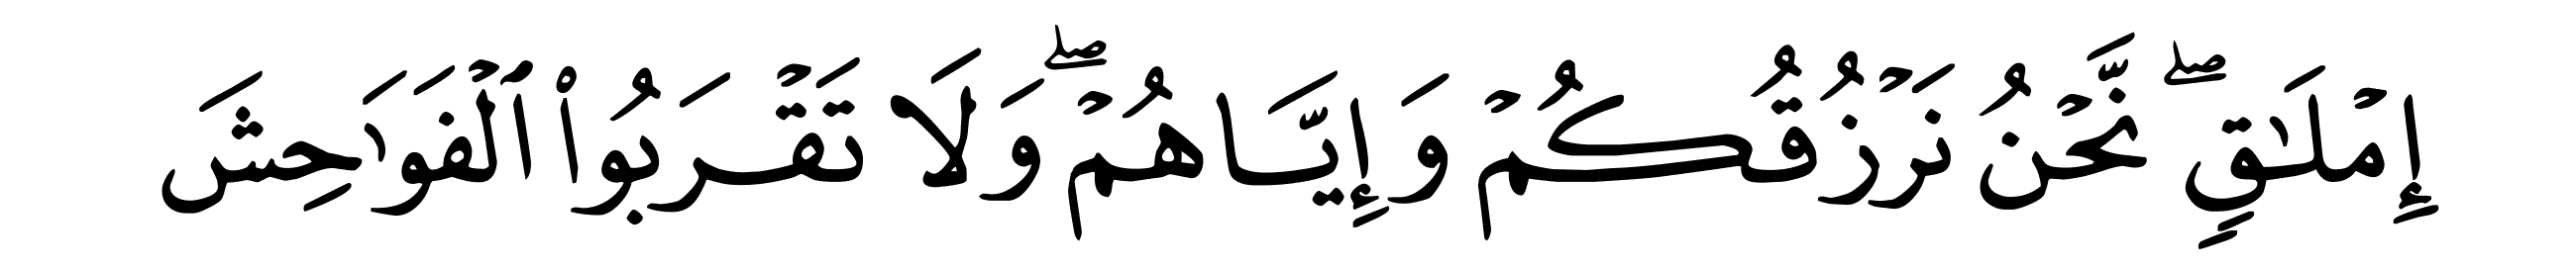 إِمْلَـٰقٍۖ نَّحْنُ نَرْزُقُكُمْ وَإِيَّاهُمْۖ وَلَا تَقْرَبُوا۟ ٱلْفَوَٰحِشَ